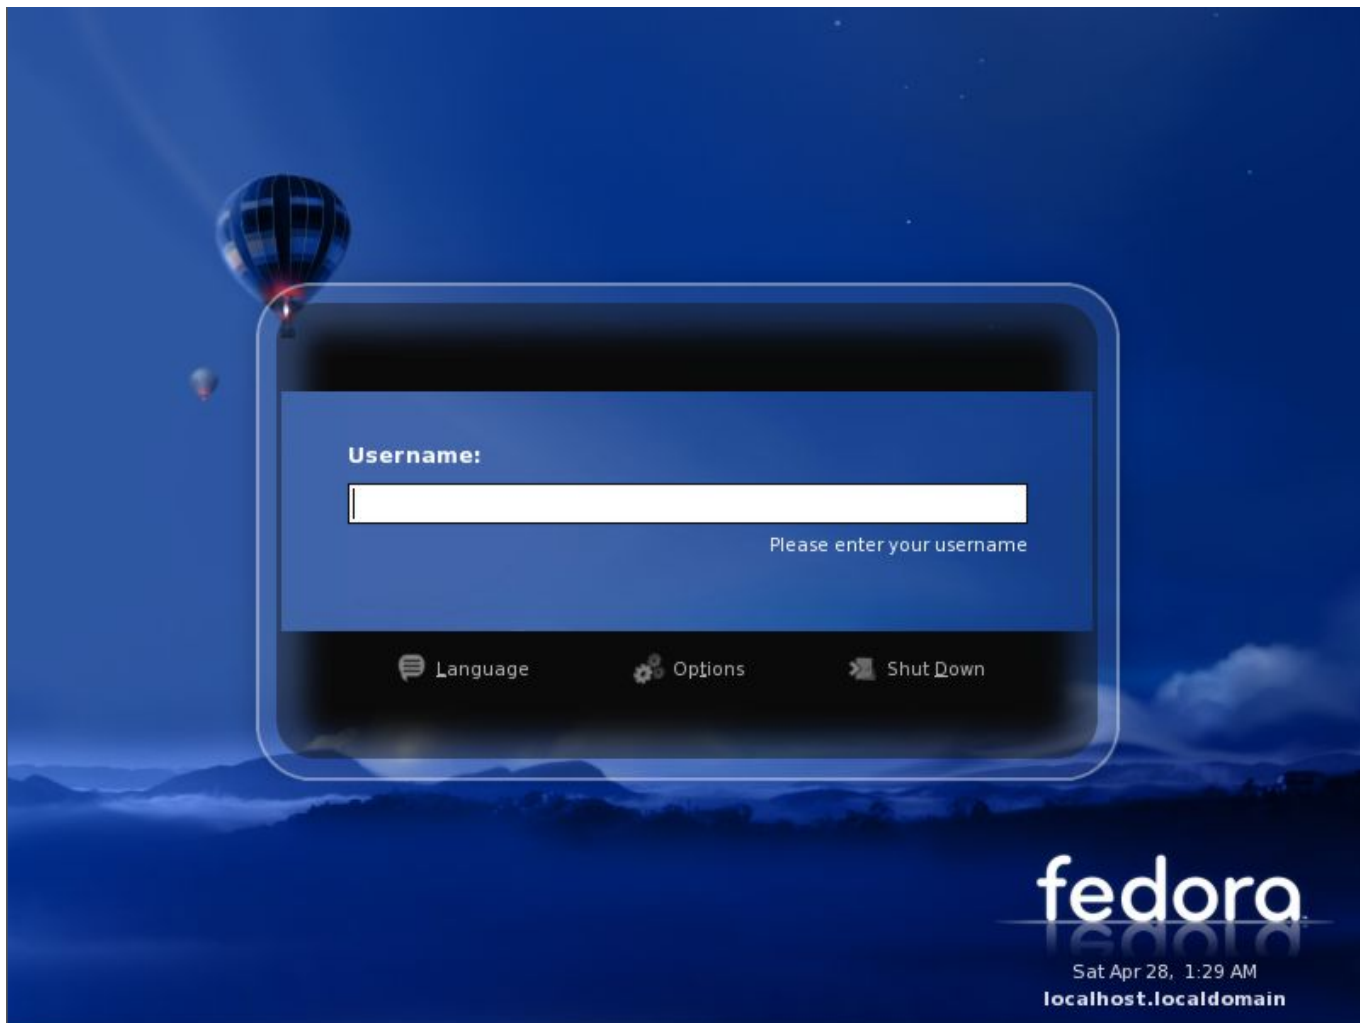 Username:
Please enter your username
Language
Options
Shut Down
fedora
Sat Apr 28, 1:29 AM
localhost.localdomain